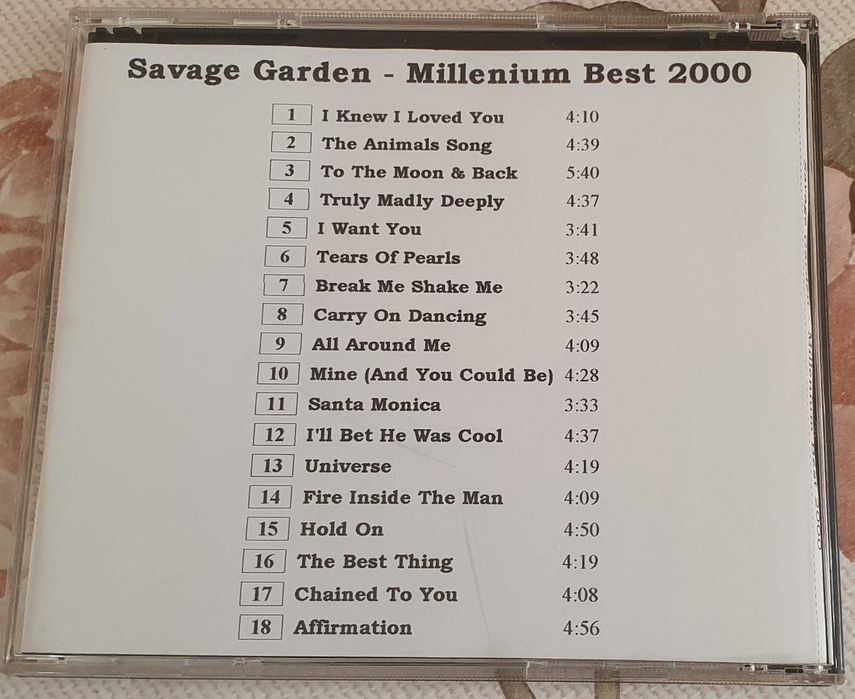 Savage Garden - Millenium Best 2000
1 I Knew I Loved You 4:10
2 The Animals Song 4:39
3 To The Moon & Back 5:40
4 Truly Madly Deeply 4:37
5 I Want You 3:41
6 Tears Of Pearls 3:48
7 Break Me Shake Me 3:22
8 Carry On Dancing 3:45
9 All Around Me 4:09
10 Mine (And You Could Be) 4:28
11 Santa Monica 3:33
12 I'll Bet He Was Cool 4:37
13 Universe 4:19
14 Fire Inside The Man 4:09
15 Hold On 4:50
16 The Best Thing 4:19
17 Chained To You 4:08
18 Affirmation 4:56